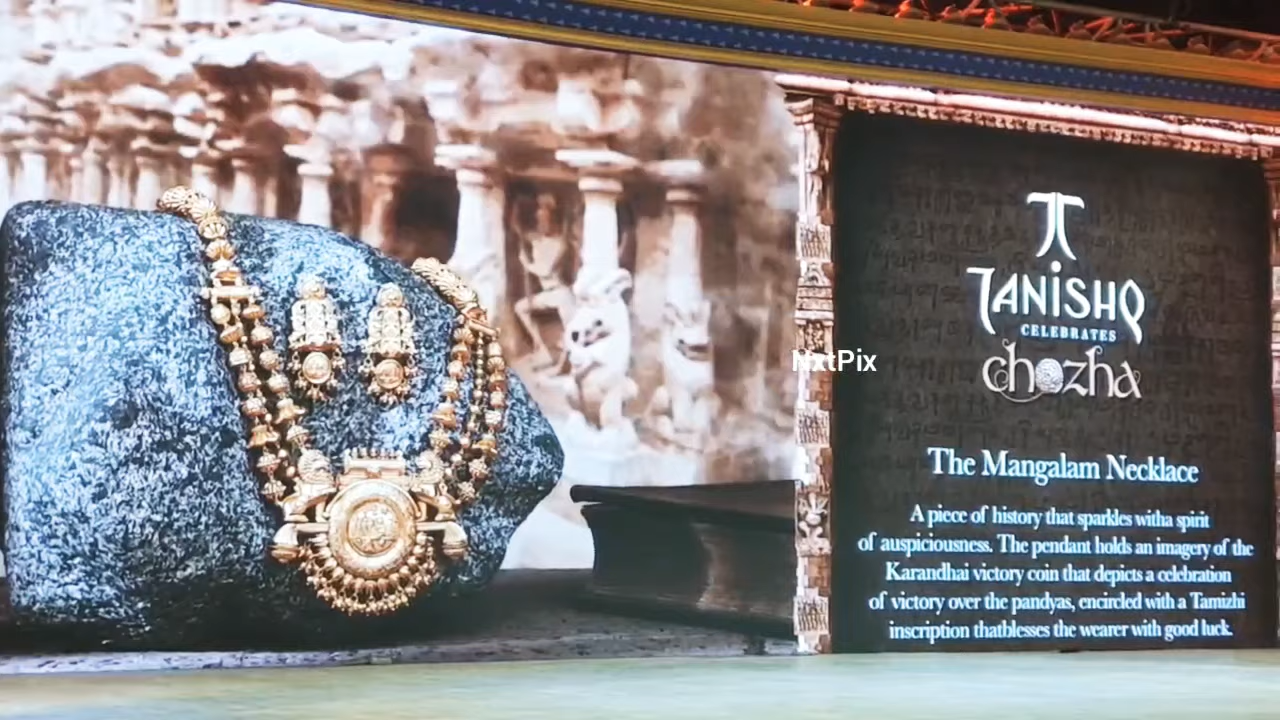 TANISHQ
CELEBRATES
chozha
NxtPix
The Mangalam Necklace
A piece of history that sparkles witha spirit
of auspiciousness. The pendant holds an imagery of the
Karandhai victory coin that depicts a celebration
of victory over the pandyas, encircled with a Tamizhi
inscription thatblesses the wearer with good luck.